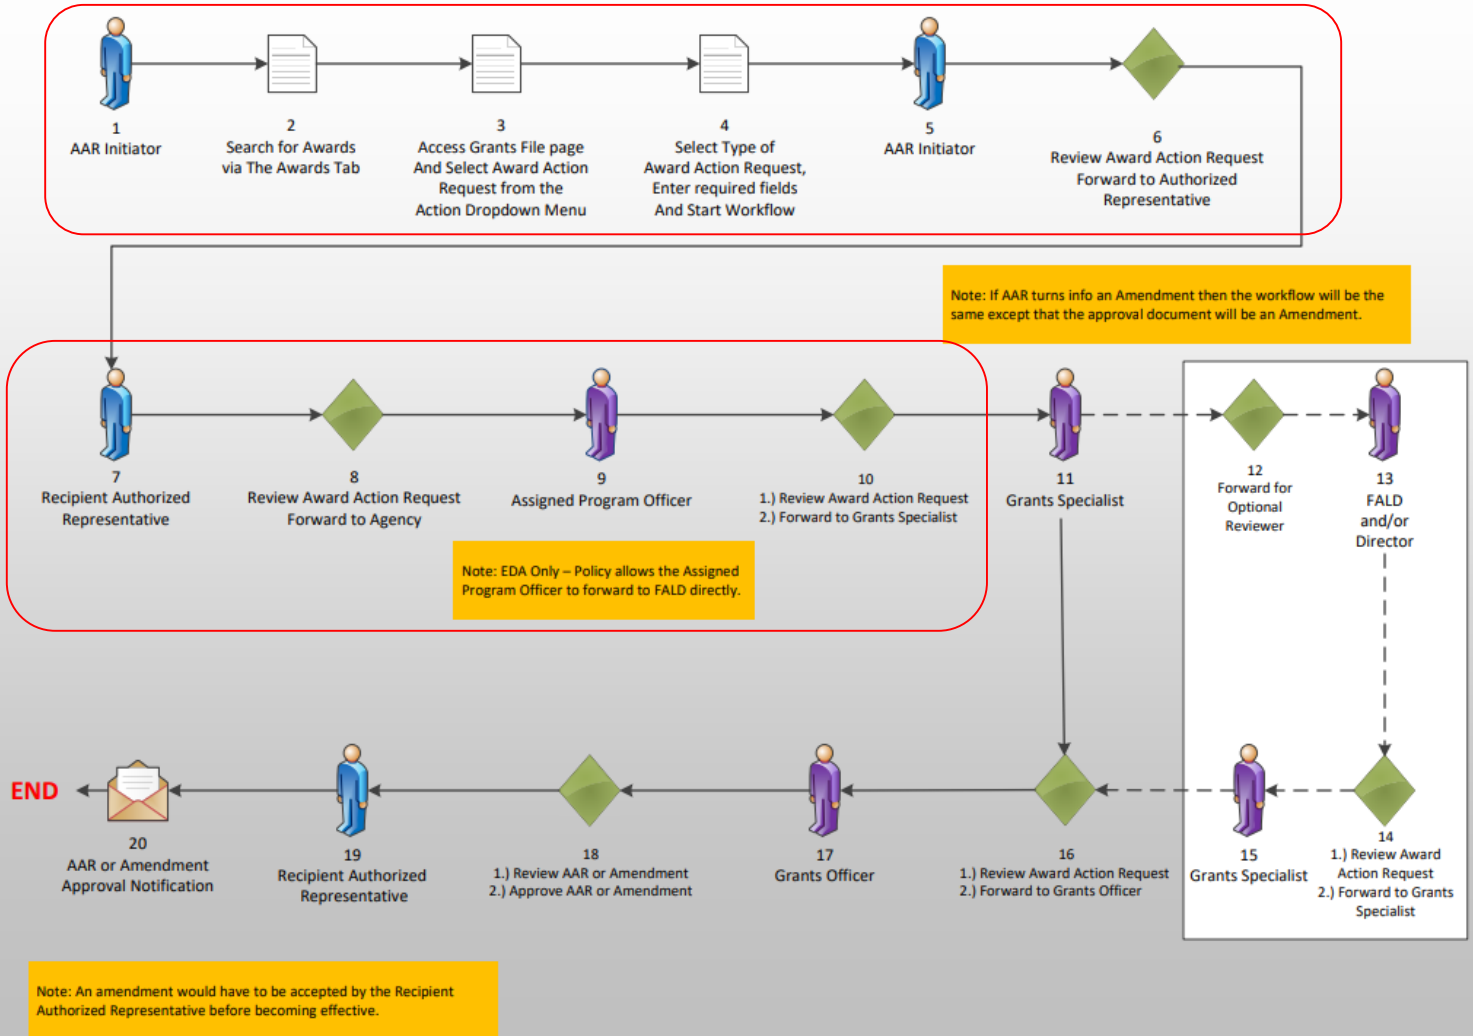 1
AAR Initiator
2
Search for Awards
via The Awards Tab
3
Access Grants File page
And Select Award Action
Request from the
Action Dropdown Menu
4
Select Type of
Award Action Request,
Enter required fields
And Start Workflow
5
AAR Initiator
6
Review Award Action Request
Forward to Authorized
Representative
Note: If AAR turns info an Amendment then the workflow will be the
same except that the approval document will be an Amendment.
7
Recipient Authorized
Representative
8
Review Award Action Request
Forward to Agency
9
Assigned Program Officer
10
1.) Review Award Action Request
2.) Forward to Grants Specialist
11
Grants Specialist
12
Forward for
Optional
Reviewer
13
FALD
and/or
Director
Note: EDA Only – Policy allows the Assigned
Program Officer to forward to FALD directly.
END
20
AAR or Amendment
Approval Notification
19
Recipient Authorized
Representative
18
1.) Review AAR or Amendment
2.) Approve AAR or Amendment
17
Grants Officer
16
1.) Review Award Action Request
2.) Forward to Grants Officer
15
Grants Specialist
14
1.) Review Award
Action Request
2.) Forward to Grants
Specialist
Note: An amendment would have to be accepted by the Recipient
Authorized Representative before becoming effective.